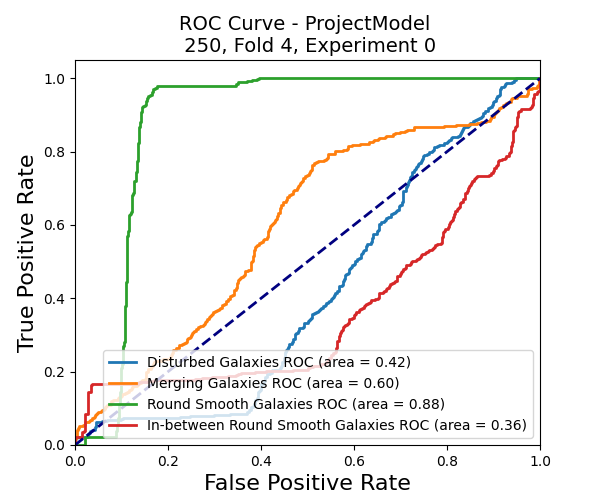 ROC Curve - ProjectModel
250, Fold 4, Experiment 0
True Positive Rate
1.0
0.8
0.6
0.4
0.2
0.0
Disturbed Galaxies ROC (area = 0.42)
Merging Galaxies ROC (area = 0.60)
Round Smooth Galaxies ROC (area = 0.88)
In-between Round Smooth Galaxies ROC (area = 0.36)
0.0 0.2 0.4 0.6 0.8 1.0
False Positive Rate